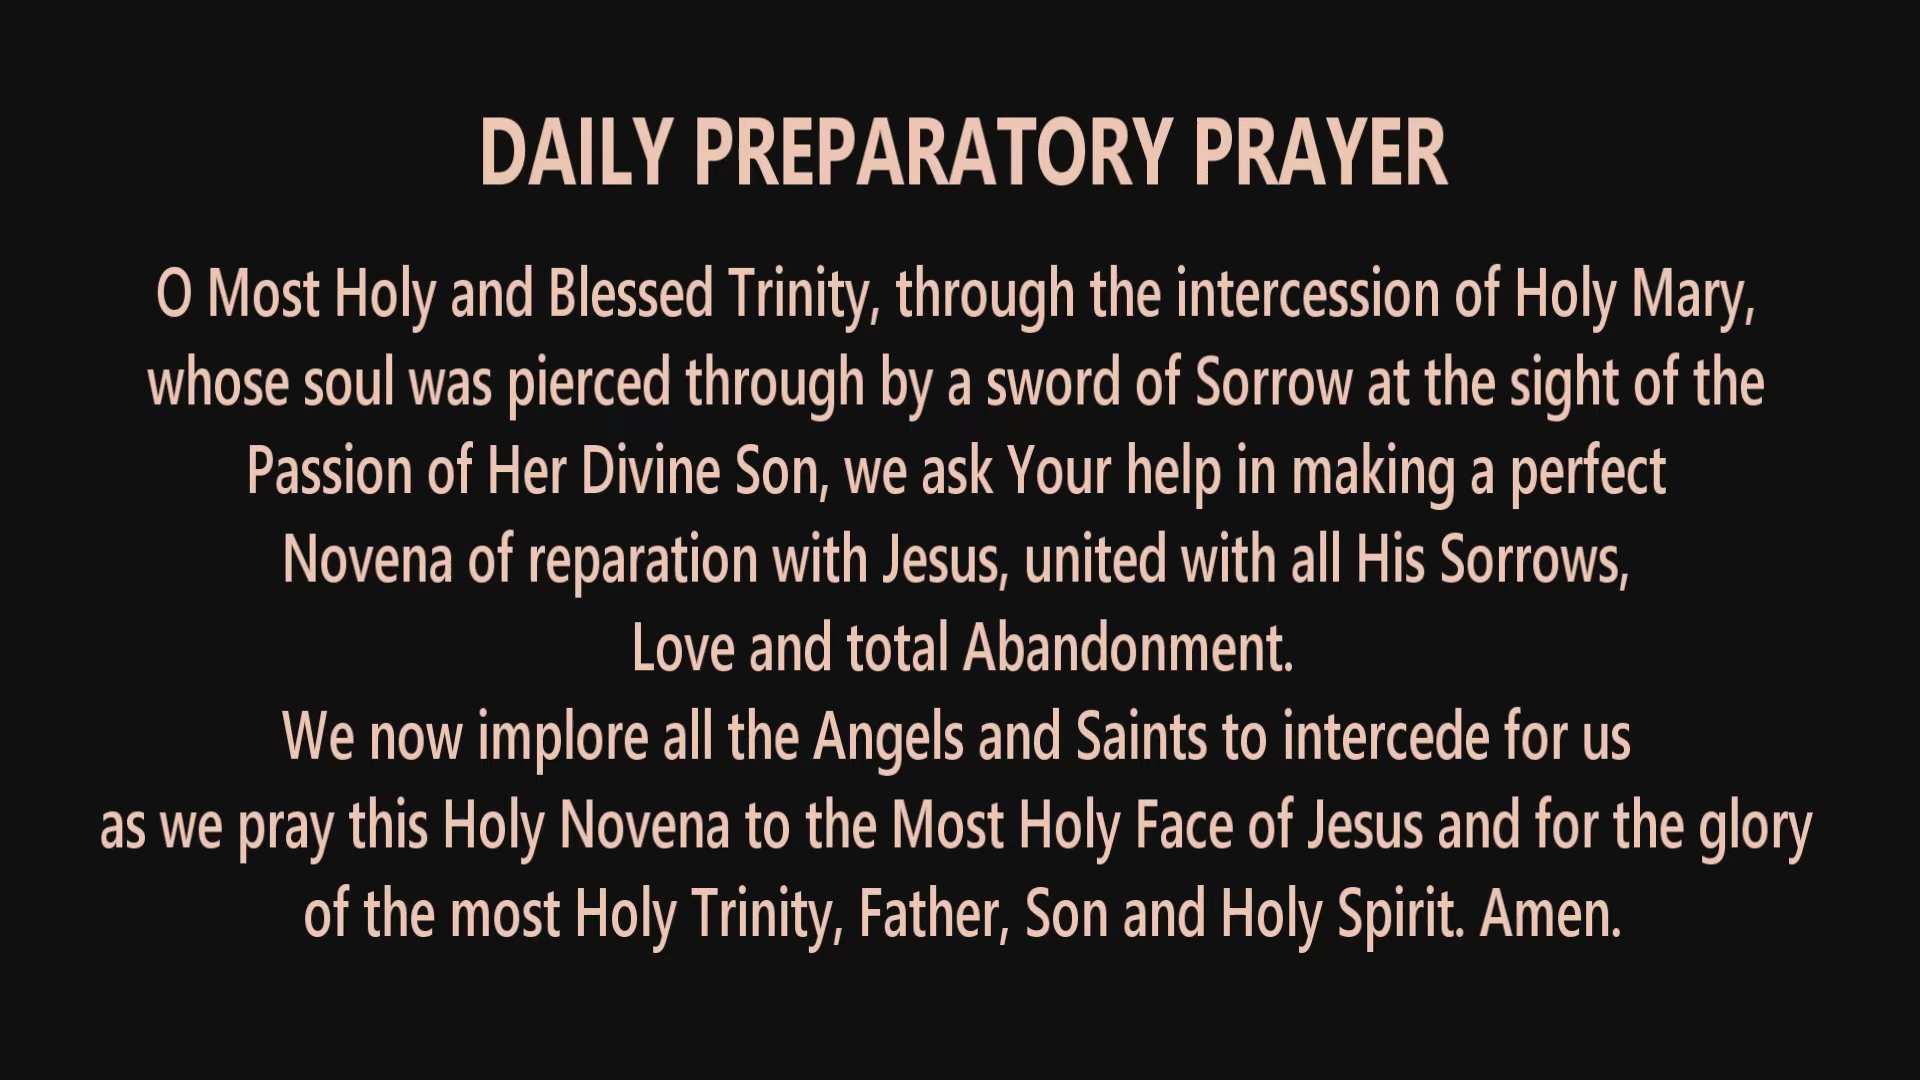 DAILY PREPARATORY PRAYER
O Most Holy and Blessed Trinity, through the intercession of Holy Mary,
whose soul was pierced through by a sword of Sorrow at the sight of the
Passion of Her Divine Son, we ask Your help in making a perfect
Novena of reparation with Jesus, united with all His Sorrows,
Love and total Abandonment.
We now implore all the Angels and Saints to intercede for us
as we pray this Holy Novena to the Most Holy Face of Jesus and for the glory
of the most Holy Trinity, Father, Son and Holy Spirit. Amen.